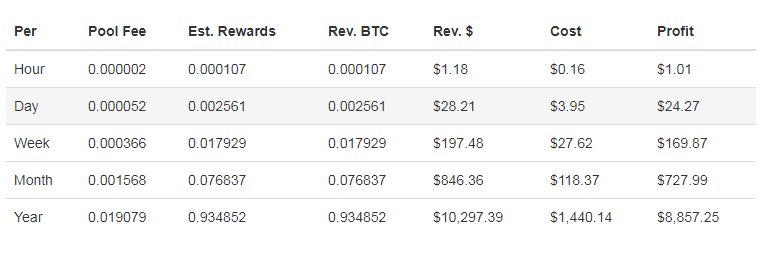 Per Pool Fee Est. Rewards Rev. BTC Rev. $ Cost Profit
Hour 0.000002 0.000107 0.000107 $1.18 $0.16 $1.01
Day 0.000052 0.002561 0.002561 $28.21 $3.95 $24.27
Week 0.000366 0.017929 0.017929 $197.48 $27.62 $169.87
Month 0.001568 0.076837 0.076837 $846.36 $118.37 $727.99
Year 0.019079 0.934852 0.934852 $10,297.39 $1,440.14 $8,857.25